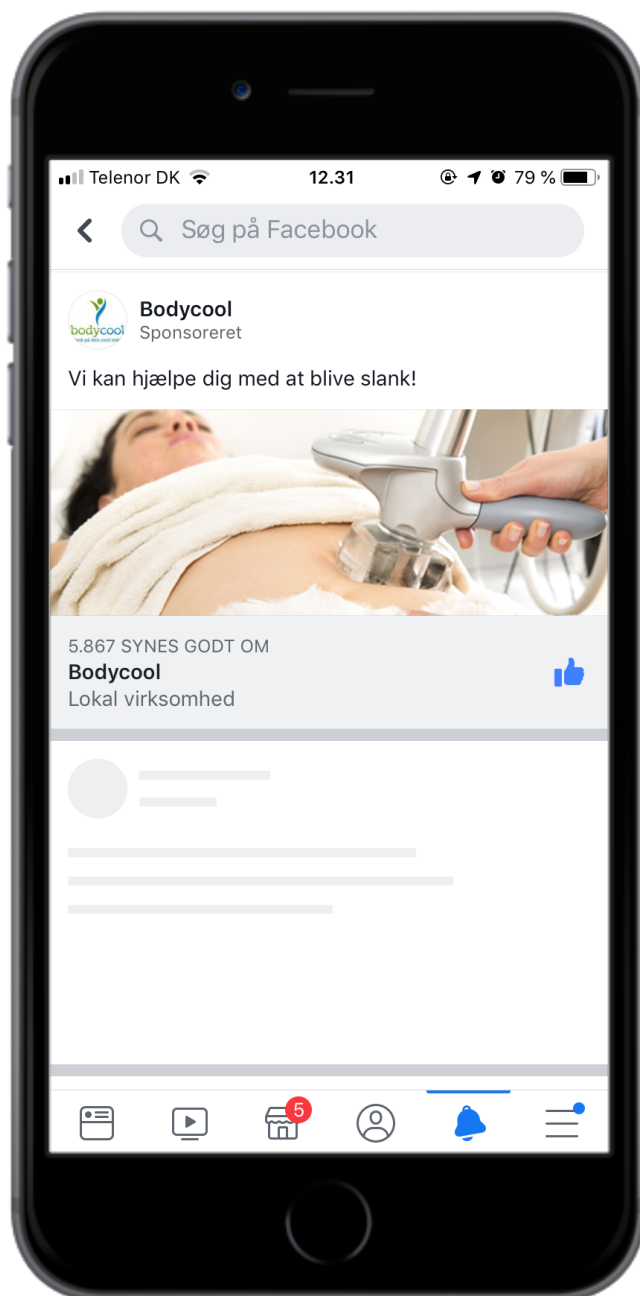 Telenor DK 12.31 79 %
Søg på Facebook
bodycool
Bodycool
Sponsoreret
Vi kan hjælpe dig med at blive slank!
5.867 SYNES GODT OM
Bodycool
Lokal virksomhed
5